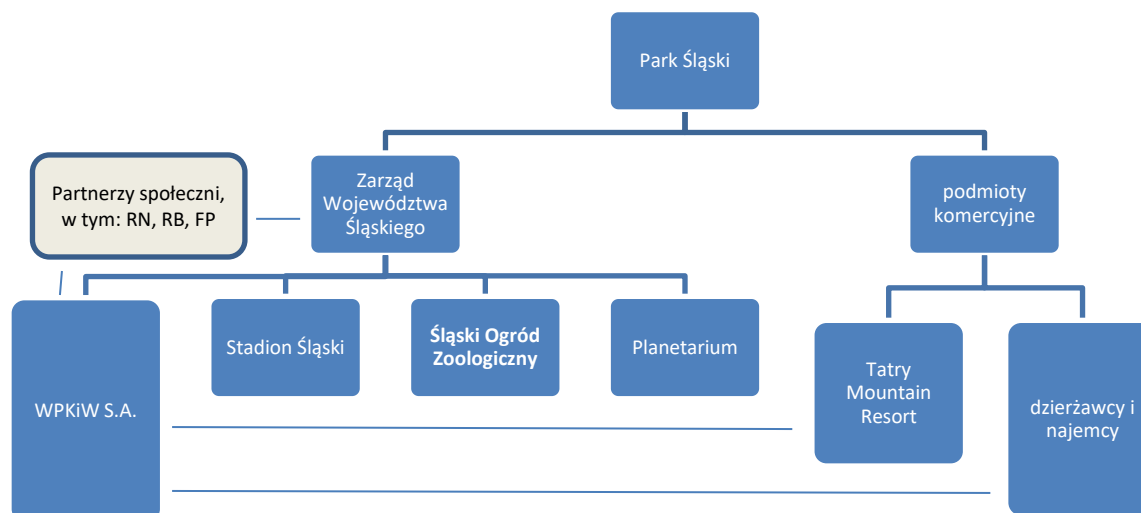 Park Śląski
Partnerzy społeczni,
w tym: RN, RB, FP
Zarząd
Województwa
Śląskiego
podmioty
komercyjne
WPKiW S.A.
Stadion Śląski
Śląski Ogród
Zoologiczny
Planetarium
Tatry
Mountain
Resort
dzierżawcy i
najemcy